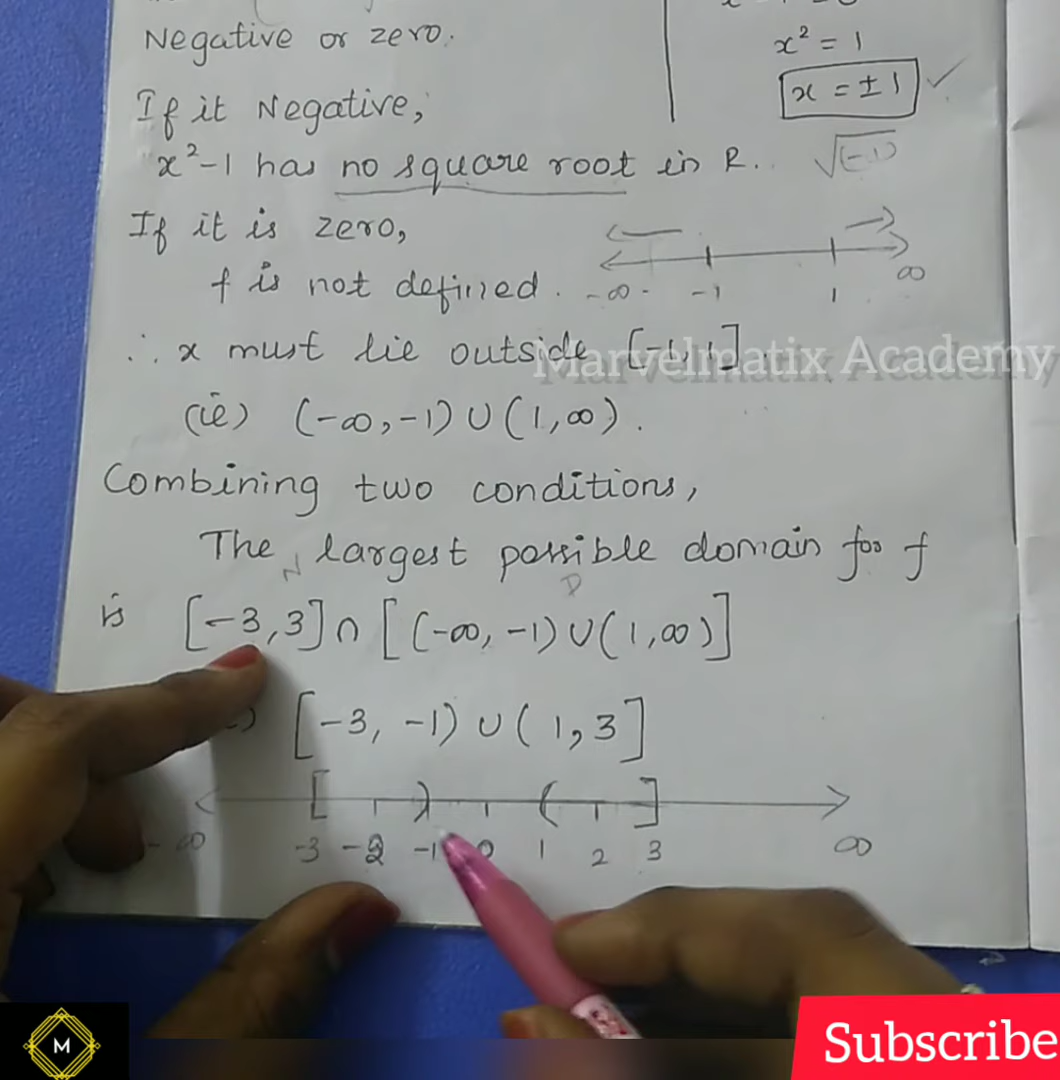 Negative or zero.
x² = 1
x = ± 1 ✓
If it Negative,
x²-1 has no square root in R.
√(-1)
If it is zero,
f is not defined.
-∞ -1 1 ∞
∴ x must lie outside [-1, 1].
Marvelmatix Academy
(ie) (-∞, -1) ∪ (1, ∞).
Combining two conditions,
The largest possible domain for f
N D
is [-3, 3] ∩ [(-∞, -1) ∪ (1, ∞)]
[-3, -1) ∪ (1, 3]
-∞ -3 -2 -1 0 1 2 3 ∞
M
Subscribe